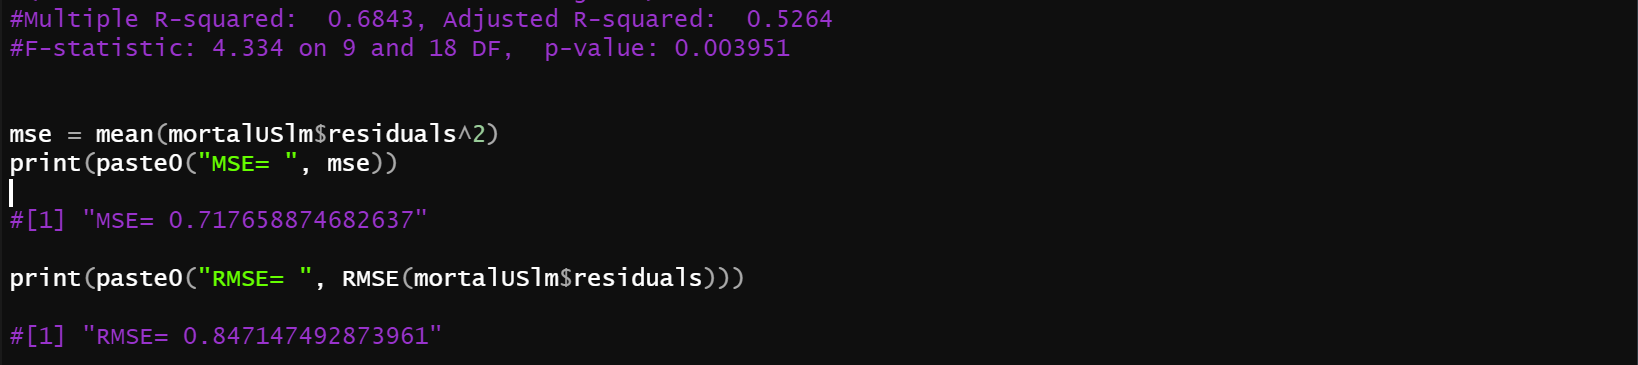 #Multiple R-squared:  0.6843, Adjusted R-squared:  0.5264
#F-statistic: 4.334 on 9 and 18 DF,  p-value: 0.003951
mse = mean(mortalUSlm$residuals^2)
print(paste0("MSE= ", mse))
#[1] "MSE= 0.717658874682637"
print(paste0("RMSE= ", RMSE(mortalUSlm$residuals)))
#[1] "RMSE= 0.847147492873961"